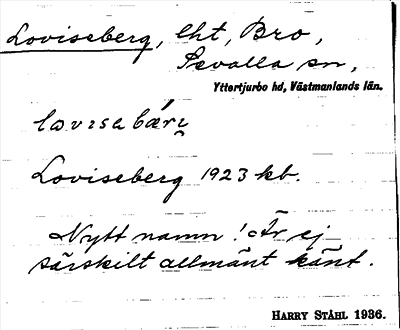 Loviseberg, lht, Bro,
Sevalla sn,
Yttertjurbo hd, Västmanlands län.
lovisabærj
Loviseberg 1923 kb.
Nytt namn! Är ej
särskilt allmänt känt.
HARRY STÅHL 1936.